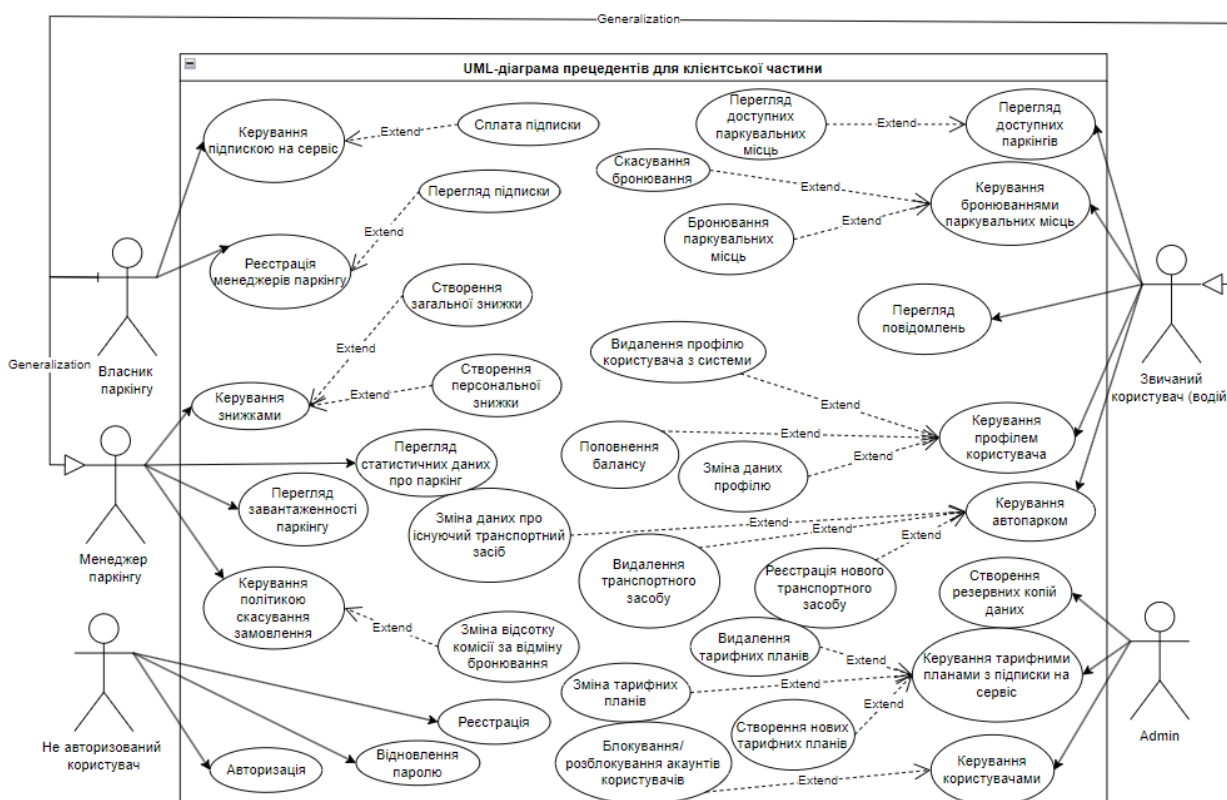 Generalization
UML-діаграма прецедентів для клієнтської частини
Керування
підпискою на сервіс
Extend
Сплата підписки
Перегляд
доступних
паркувальних
місць
Extend
Перегляд
доступних
паркінгів
Скасування
бронювання
Extend
Керування
бронюваннями
паркувальних місць
Перегляд підписки
Extend
Бронювання
паркувальних
місць
Extend
Реєстрація
менеджерів паркінгу
Створення
загальної знижки
Extend
Перегляд
повідомлень
Generalization
Власник
паркінгу
Звичаний
користувач (водій
Видалення профілю
користувача з системи
Extend
Створення
персональної
знижки
Extend
Керування
знижками
Керування
профілем
користувача
Поповнення
балансу
Extend
Зміна даних
профілю
Extend
Перегляд
статистичних даних
про паркінг
Перегляд
завантаженності
паркінгу
Менеджер
паркінгу
Зміна даних про
існуючий транспортний
засіб
Extend
Керування
автопарком
Видалення
транспортного
засобу
Extend
Реєстрація нового
транспортного
засобу
Extend
Створення
резервних копій
даних
Керування
політикою
скасування
замовлення
Extend
Зміна відсотку
комісії за відміну
бронювання
Видалення
тарифних планів
Extend
Керування тарифними
планами з підписки на
сервіс
Зміна тарифних
планів
Extend
Створення нових
тарифних планів
Extend
Не авторизований
користувач
Admin
Реєстрація
Відновлення
паролю
Авторизація
Блокування/
розблокування акаунтів
користувачів
Extend
Керування
користувачами